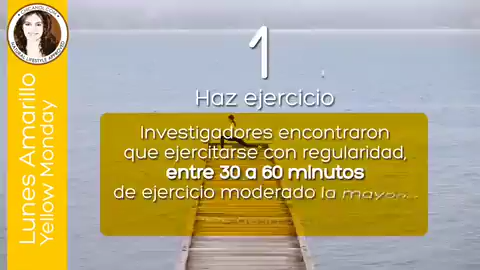 1
Haz ejercicio
Investigadores encontraron
que ejercitarse con regularidad,
entre 30 a 60 minutos
de ejercicio moderado la
Lunes Amarillo
Yellow Monday